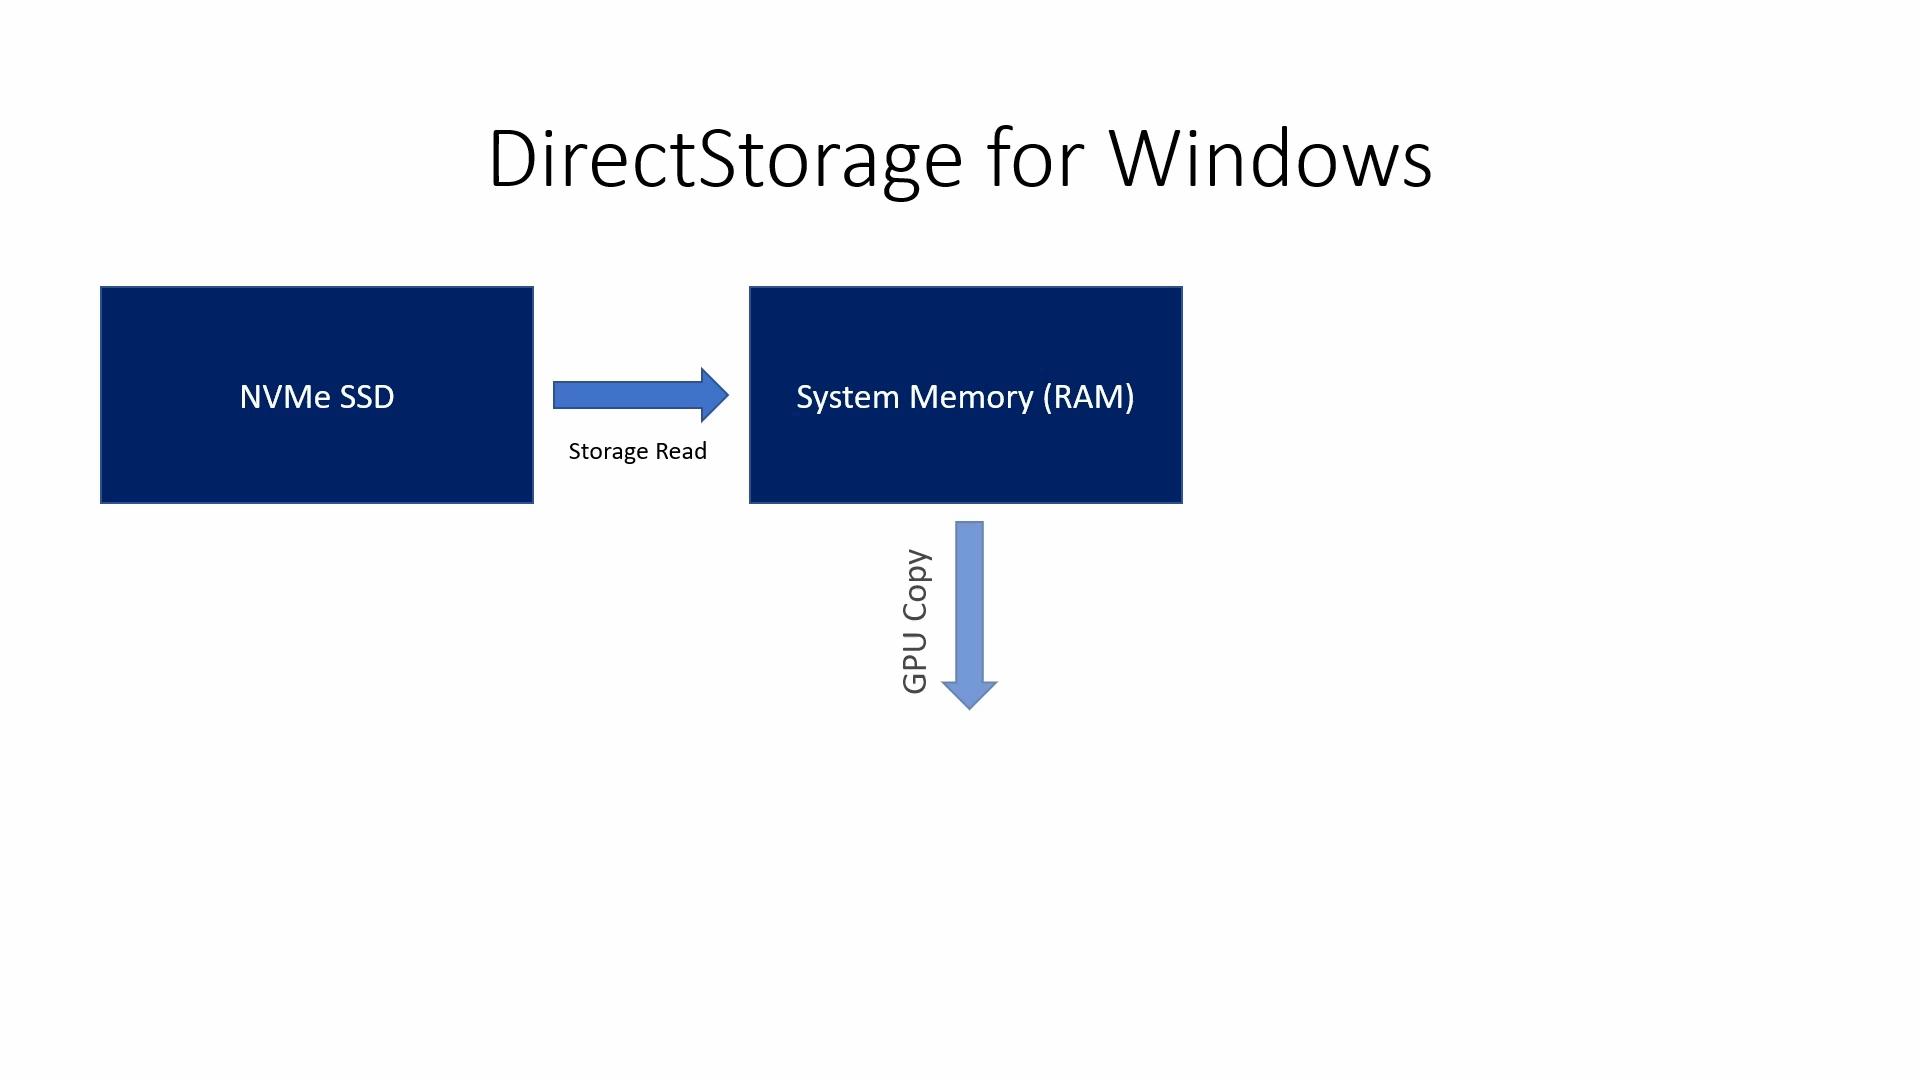 DirectStorage for Windows
NVMe SSD
Storage Read
System Memory (RAM)
GPU Copy